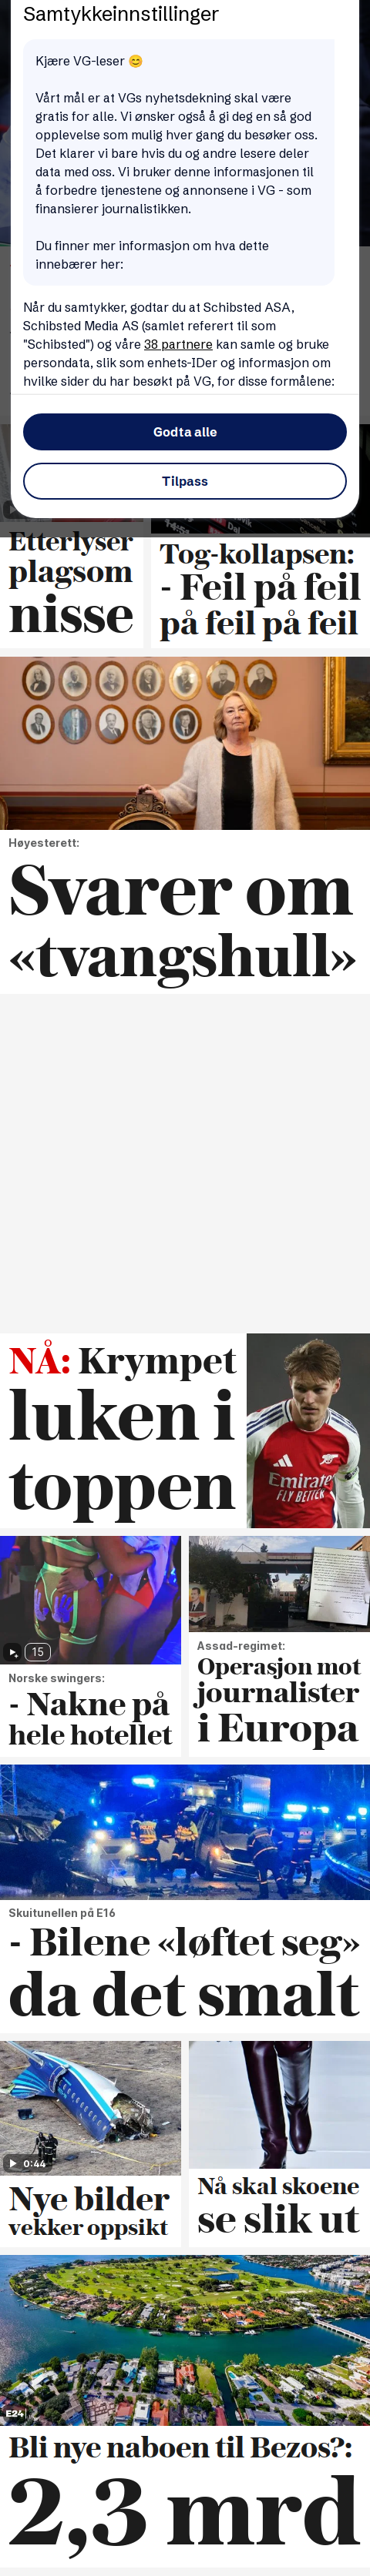 Samtykkeinnstillinger
Kjære VG-leser 😊
Vårt mål er at VGs nyhetsdekning skal være
gratis for alle. Vi ønsker også å gi deg en så god
opplevelse som mulig hver gang du besøker oss.
Det klarer vi bare hvis du og andre lesere deler
data med oss. Vi bruker denne informasjonen til
å forbedre tjenestene og annonsene i VG - som
finansierer journalistikken.
Du finner mer informasjon om hva dette
innebærer her:
Når du samtykker, godtar du at Schibsted ASA,
Schibsted Media AS (samlet referert til som
"Schibsted") og våre 38 partnere kan samle og bruke
persondata, slik som enhets-IDer og informasjon om
hvilke sider du har besøkt på VG, for disse formålene:
Godta alle
Tilpass
Etterlyser
plagsom
nisse
Tog-kollapsen:
- Feil på feil
på feil på feil
Høyesterett:
Svarer om
«tvangshull»
NÅ: Krympet
luken i
toppen
Emirates
FLY BETTER
15
Norske swingers:
- Nakne på
hele hotellet
Assad-regimet:
Operasjon mot
journalister
i Europa
Skuitunellen på E16
- Bilene «løftet seg»
da det smalt
0:44
Nye bilder
vekker oppsikt
Nå skal skoene
se slik ut
E24
Bli nye naboen til Bezos?:
2,3 mrd